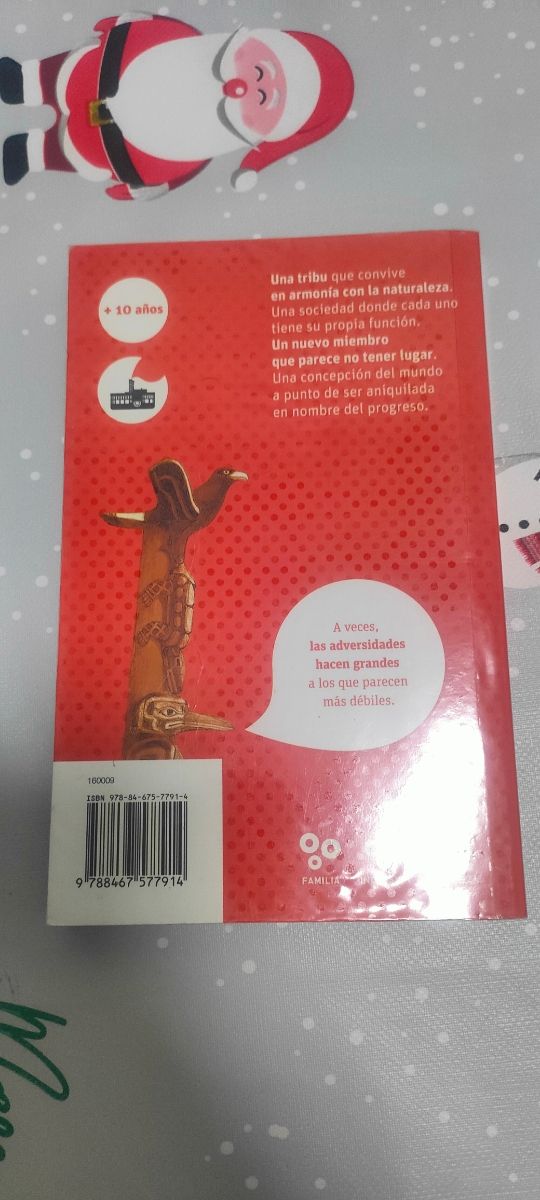 + 10 años
Una tribu que convive
en armonía con la naturaleza.
Una sociedad donde cada uno
tiene su propia función.
Un nuevo miembro
que parece no tener lugar.
Una concepción del mundo
a punto de ser aniquilada
en nombre del progreso.
A veces,
las adversidades
hacen grandes
a los que parecen
más débiles.
160009
ISBN 978-84-675-7791-4
9 788467 577914
FAMILIA